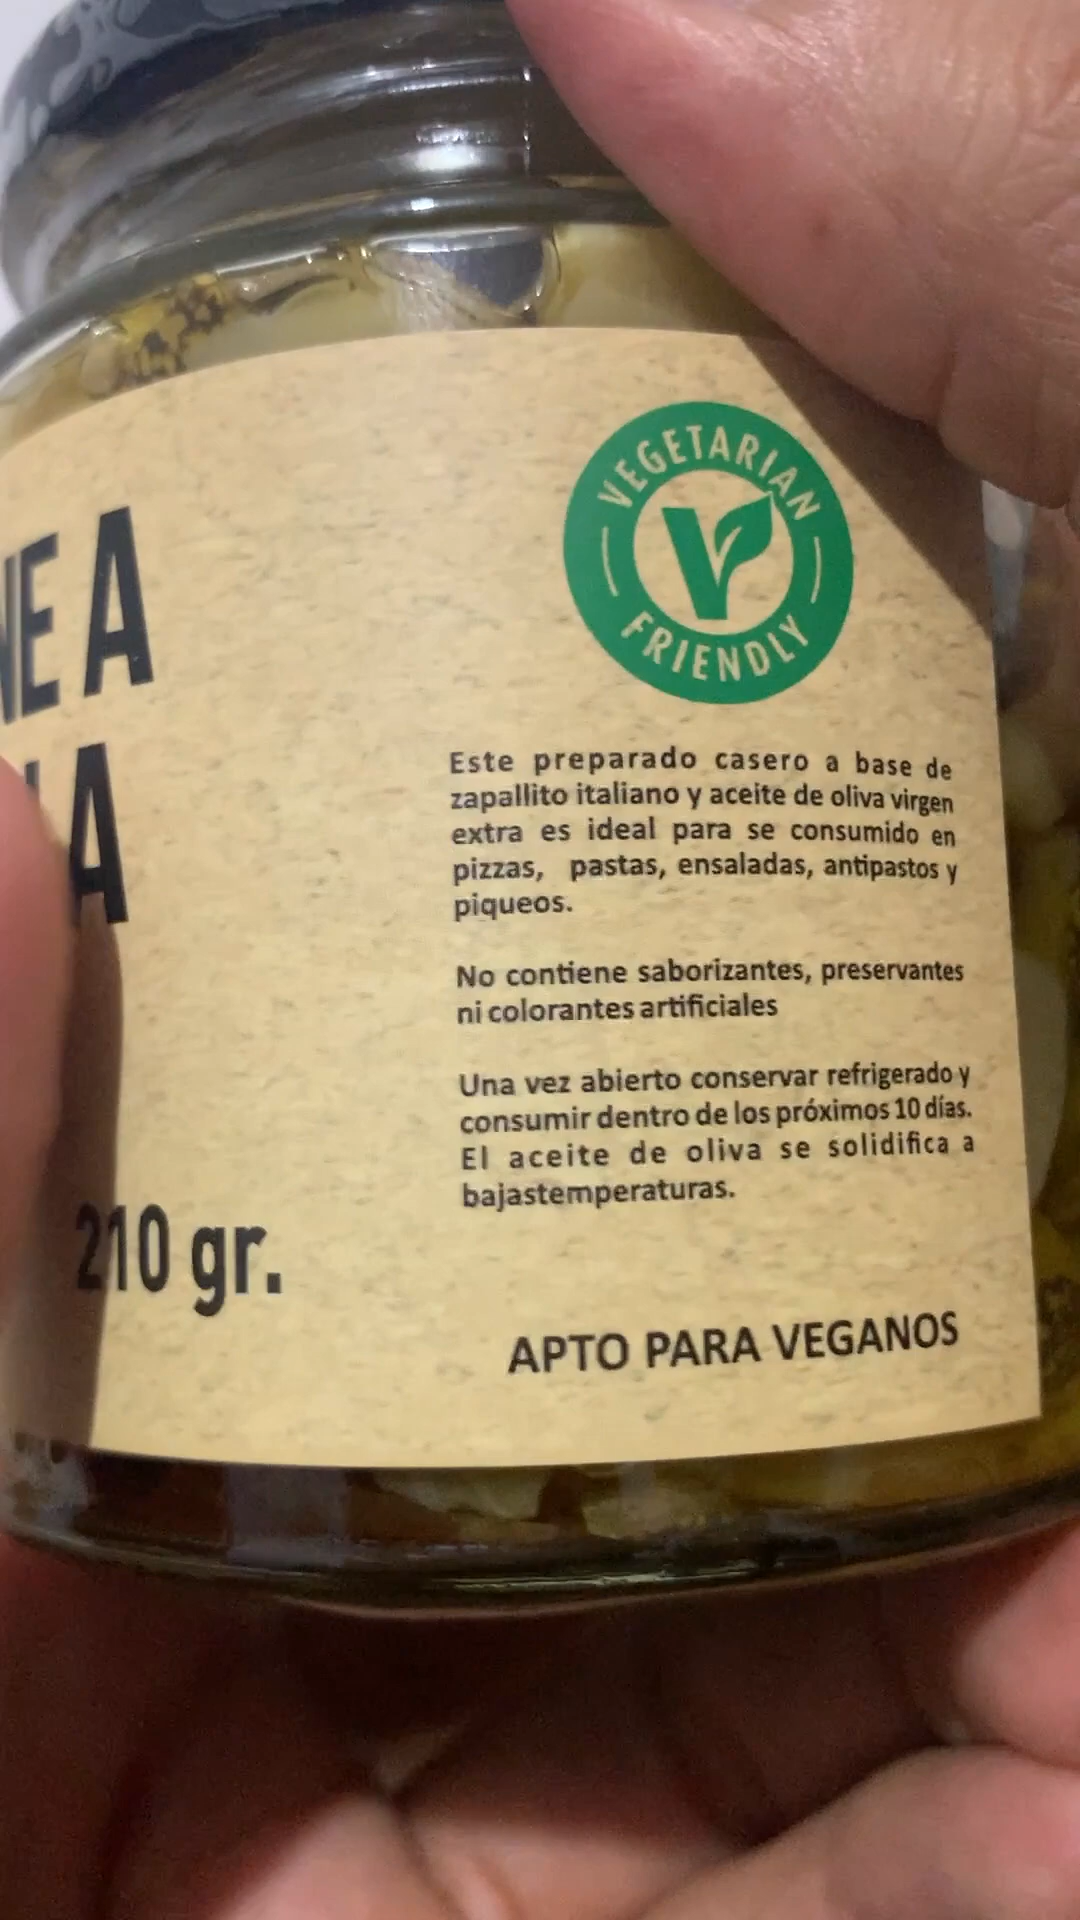 VEGETARIAN
V
FRIENDLY
NE A
A
Este preparado casero a base de
zapallito italiano y aceite de oliva virgen
extra es ideal para se consumido en
pizzas, pastas, ensaladas, antipastos y
piqueos.
No contiene saborizantes, preservantes
ni colorantes artificiales
Una vez abierto conservar refrigerado y
consumir dentro de los próximos 10 días.
El aceite de oliva se solidifica a
bajastemperaturas.
210 gr.
APTO PARA VEGANOS